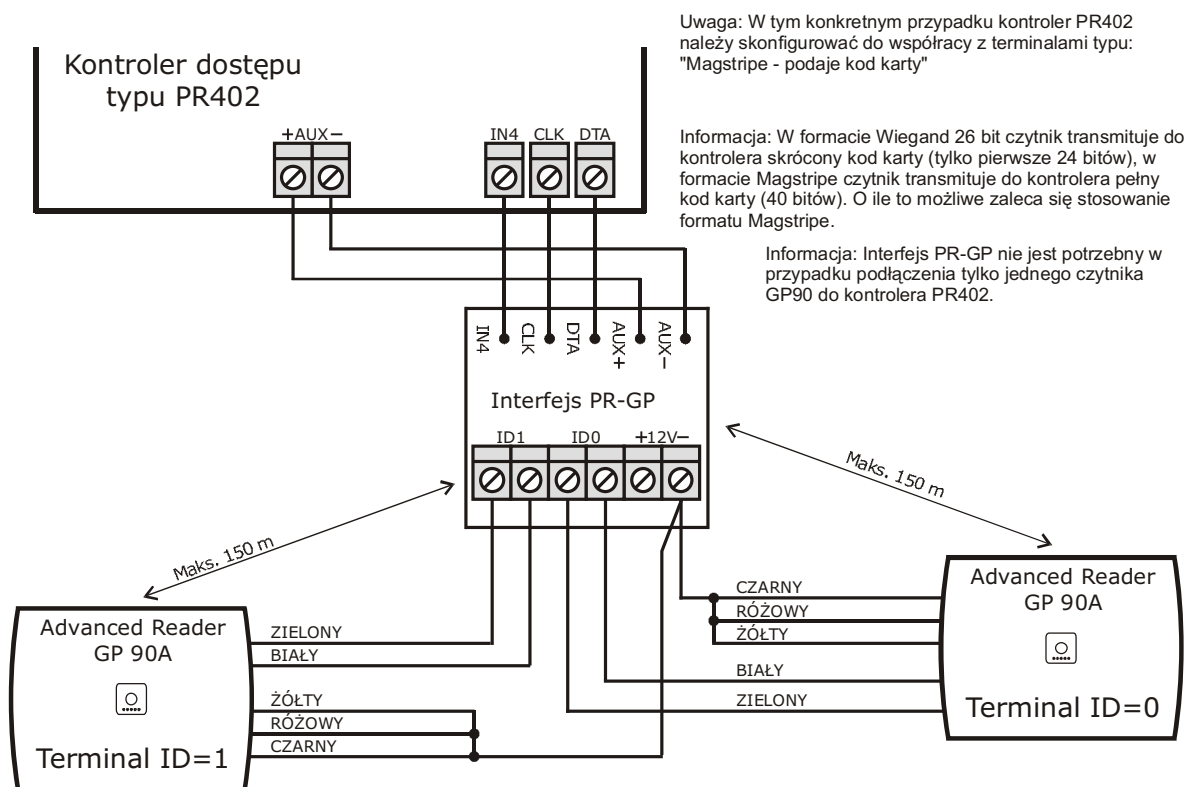 Uwaga: W tym konkretnym przypadku kontroler PR402
należy skonfigurować do współracy z terminalami typu:
"Magstripe - podaje kod karty"
Kontroler dostępu
typu PR402
+AUX−
IN4 CLK DTA
Informacja: W formacie Wiegand 26 bit czytnik transmituje do
kontrolera skrócony kod karty (tylko pierwsze 24 bitów), w
formacie Magstripe czytnik transmituje do kontrolera pełny
kod karty (40 bitów). O ile to możliwe zaleca się stosowanie
formatu Magstripe.
Informacja: Interfejs PR-GP nie jest potrzebny w
przypadku podłączenia tylko jednego czytnika
GP90 do kontrolera PR402.
IN4
CLK
DTA
AUX+
AUX−
Interfejs PR-GP
ID1 ID0 +12V−
Maks. 150 m
Maks. 150 m
Advanced Reader
GP 90A
Terminal ID=1
ZIELONY
BIAŁY
ŻÓŁTY
RÓŻOWY
CZARNY
CZARNY
RÓŻOWY
ŻÓŁTY
BIAŁY
ZIELONY
Advanced Reader
GP 90A
Terminal ID=0